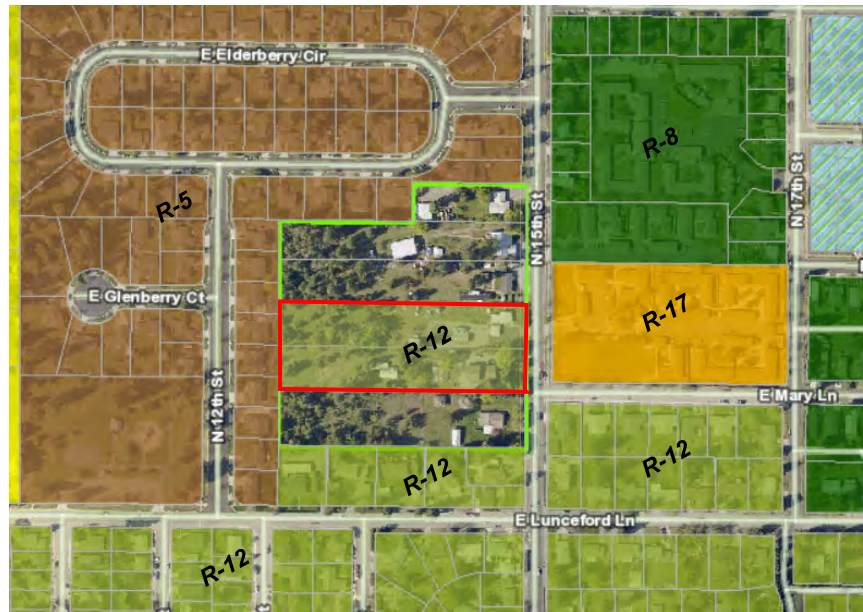 E Elderberry Cir
R-8
N 17th St
R-5
N 15th St
E Glenberry Ct
R-17
R-12
N 12th St
E Mary Ln
R-12
R-12
E Lunceford Ln
R-12